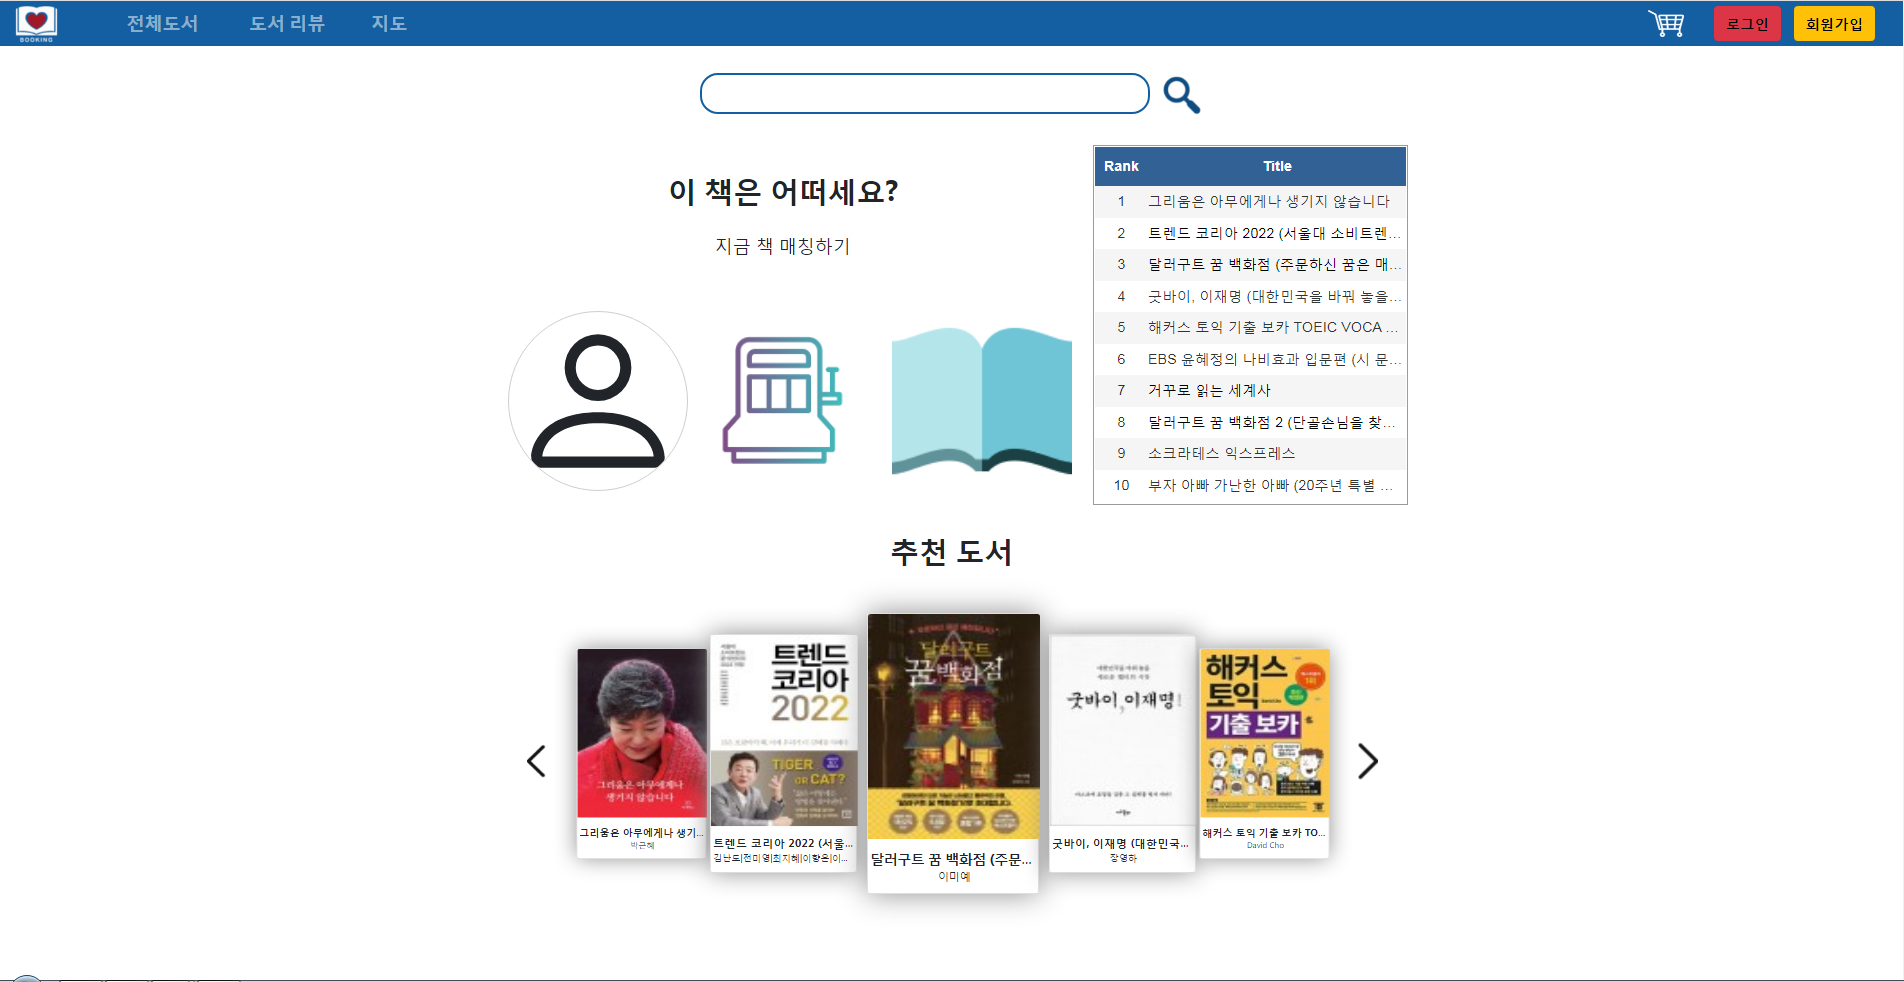 BOOKING
전체도서 도서 리뷰 지도 로그인 회원가입
이 책은 어떠세요?
지금 책 매칭하기
Rank Title
1 그리움은 아무에게나 생기지 않습니다
2 트렌드 코리아 2022 (서울대 소비트렌...
3 달러구트 꿈 백화점 (주문하신 꿈은 매...
4 굿바이, 이재명 (대한민국을 바꿔 놓을...
5 해커스 토익 기출 보카 TOEIC VOCA ...
6 EBS 윤혜정의 나비효과 입문편 (시 문...
7 거꾸로 읽는 세계사
8 달러구트 꿈 백화점 2 (단골손님을 찾...
9 소크라테스 익스프레스
10 부자 아빠 가난한 아빠 (20주년 특별 ...
추천 도서
그리움은 아무에게나
생기지 않습니다
그리움은 아무에게나 생기...
박근혜
트렌드
코리아
2022
TIGER
OR CAT?
트렌드 코리아 2022 (서울...
김난도|전미영|최지혜|이향은|이...
달러구트
꿈 백화점
달러구트 꿈 백화점 (주문...
이미예
굿바이, 이재명
굿바이, 이재명 (대한민국...
장영하
해커스
토익
기출 보카
해커스 토익 기출 보카 TO...
David Cho